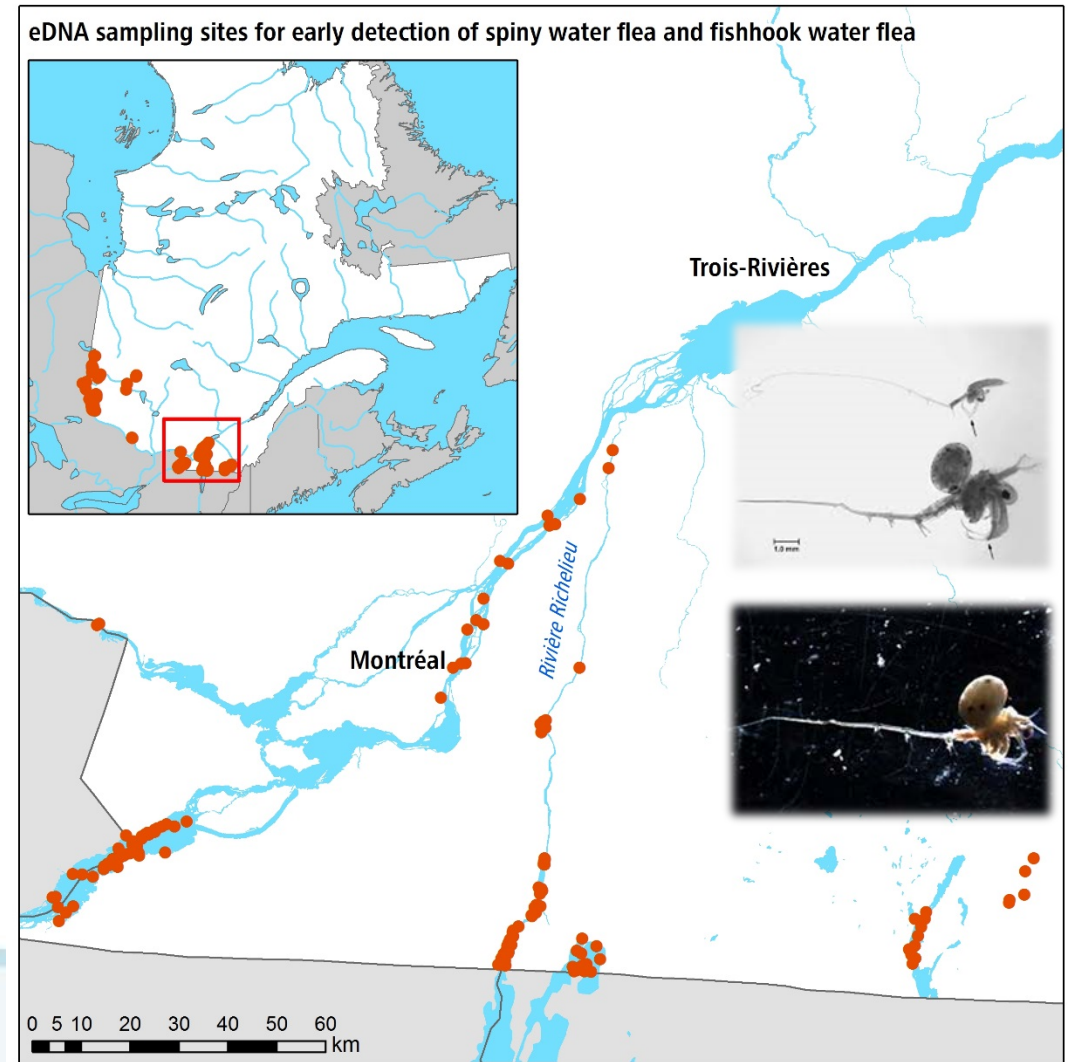 eDNA sampling sites for early detection of spiny water flea and fishhook water flea
Trois-Rivières
1.0 mm
Rivière Richelieu
Montréal
0 5 10 20 30 40 50 60
km